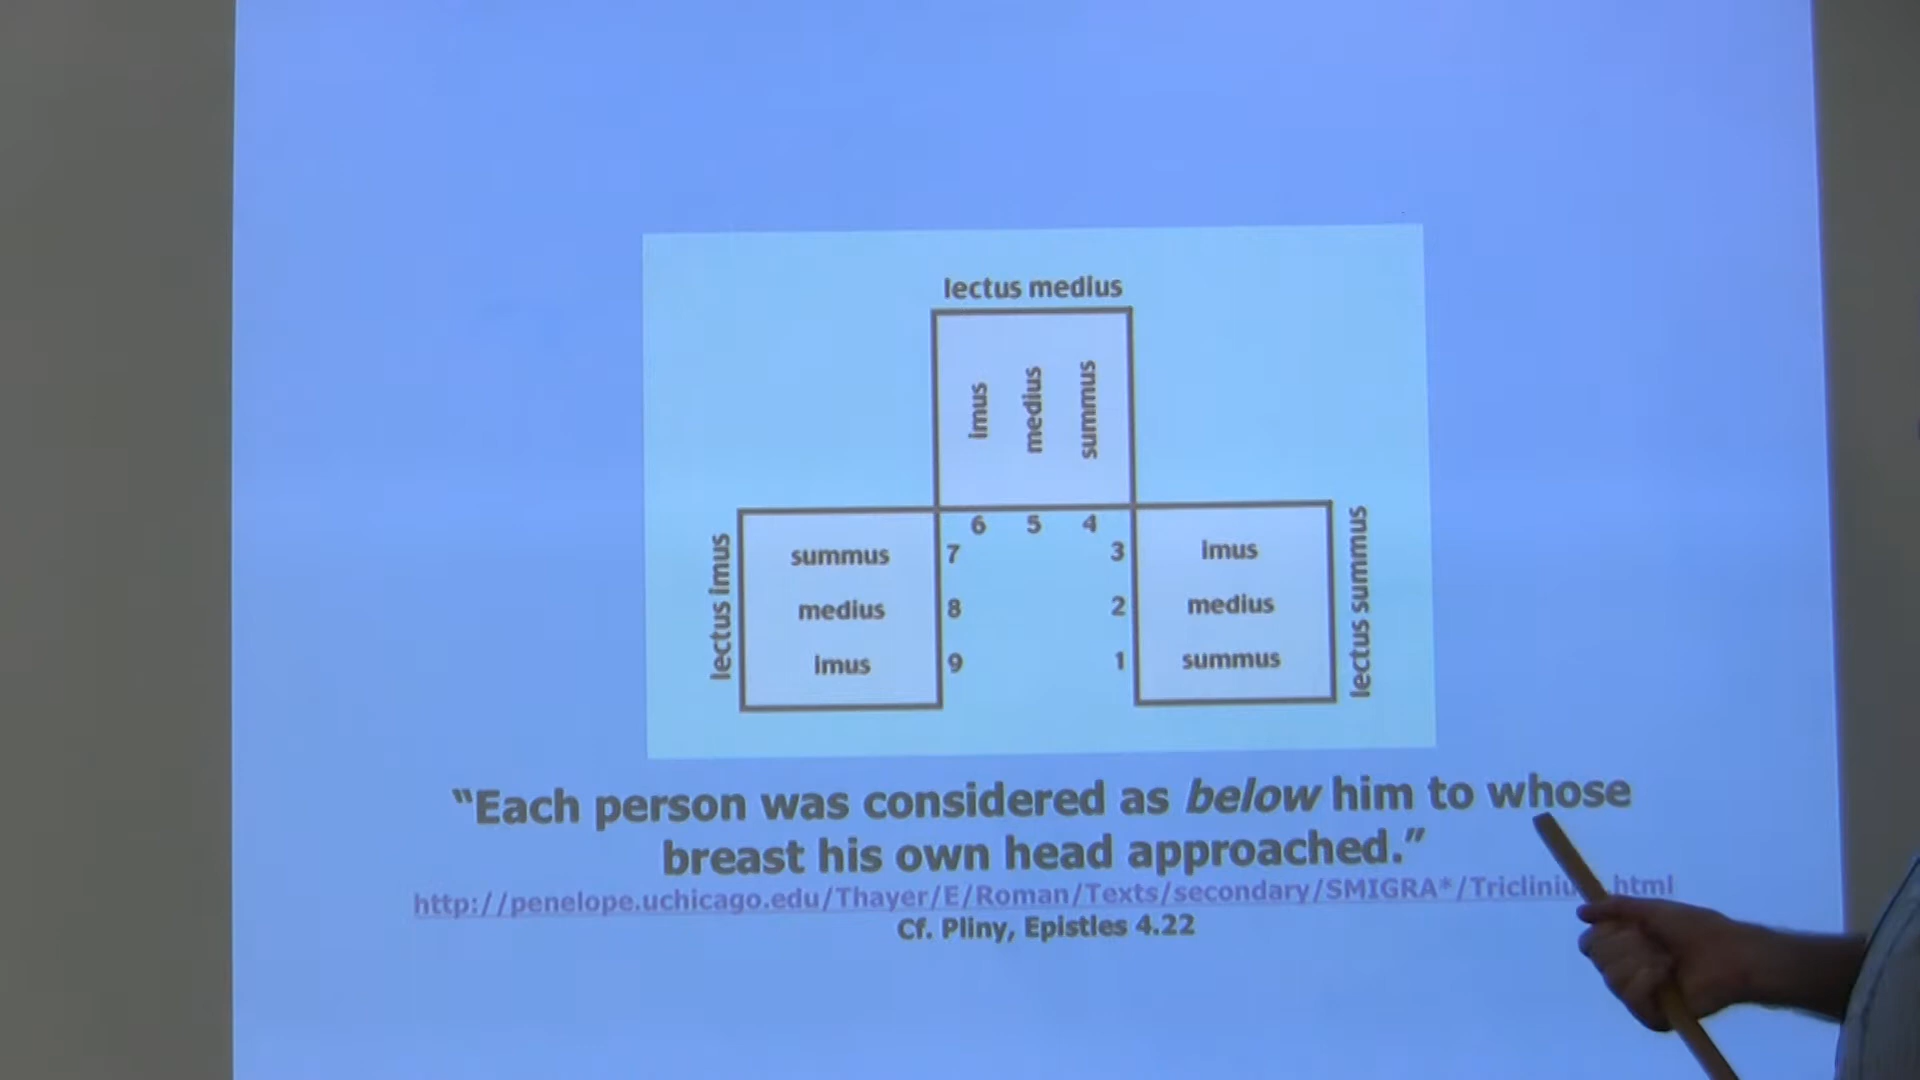 lectus medius
imus medius summus
6 5 4
lectus imus
summus 7
medius 8
imus 9
3 imus
2 medius
1 summus
lectus summus
“Each person was considered as below him to whose
breast his own head approached.”
http://penelope.uchicago.edu/Thayer/E/Roman/Texts/secondary/SMIGRA*/Tricliniu .html
Cf. Pliny, Epistles 4.22